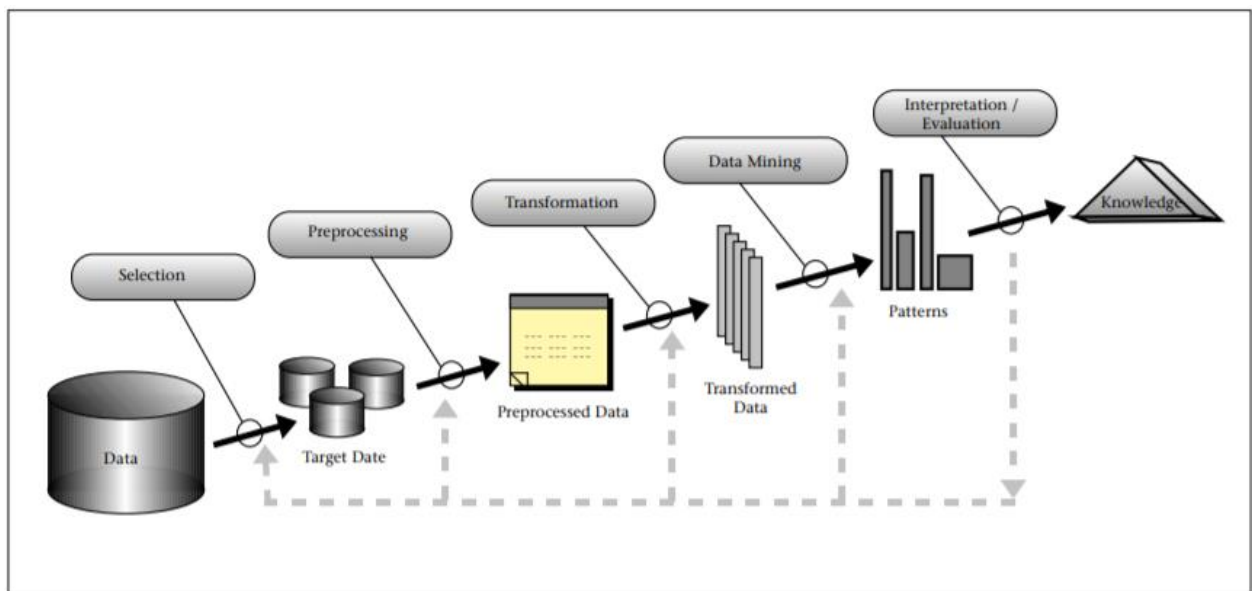 Interpretation /
Evaluation
Data Mining
Transformation
Preprocessing
Selection
Knowledge
Patterns
Transformed
Data
Preprocessed Data
Target Date
Data